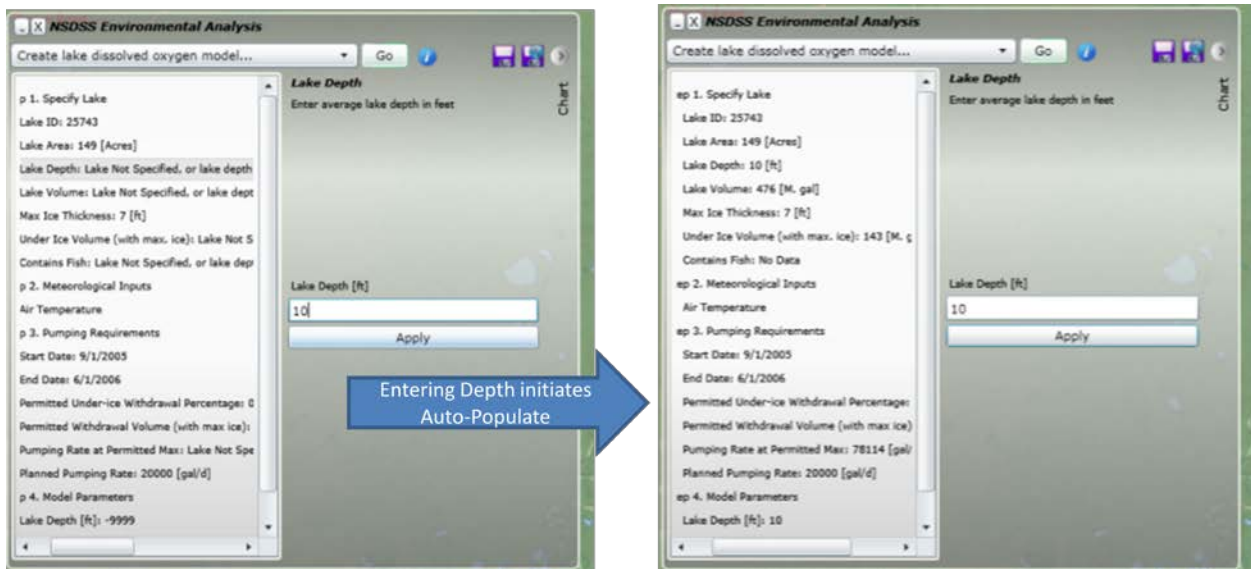 NSDSS Environmental Analysis
Create lake dissolved oxygen model...
Go
Chart
p 1. Specify Lake
Lake ID: 25743
Lake Area: 149 [Acres]
Lake Depth: Lake Not Specified, or lake depth
Lake Volume: Lake Not Specified, or lake dept
Max Ice Thickness: 7 [ft]
Under Ice Volume (with max. ice): Lake Not S
Contains Fish: Lake Not Specified, or lake dep
p 2. Meteorological Inputs
Air Temperature
p 3. Pumping Requirements
Start Date: 9/1/2005
End Date: 6/1/2006
Permitted Under-ice Withdrawal Percentage: 0
Permitted Withdrawal Volume (with max ice):
Pumping Rate at Permitted Max: Lake Not Spe
Planned Pumping Rate: 20000 [gal/d]
p 4. Model Parameters
Lake Depth [ft]: -9999
Lake Depth
Enter average lake depth in feet
Lake Depth [ft]
10
Apply
Entering Depth initiates
Auto-Populate
NSDSS Environmental Analysis
Create lake dissolved oxygen model...
Go
Chart
ep 1. Specify Lake
Lake ID: 25743
Lake Area: 149 [Acres]
Lake Depth: 10 [ft]
Lake Volume: 476 [M. gal]
Max Ice Thickness: 7 [ft]
Under Ice Volume (with max. ice): 143 [M. g
Contains Fish: No Data
ep 2. Meteorological Inputs
Air Temperature
ep 3. Pumping Requirements
Start Date: 9/1/2005
End Date: 6/1/2006
Permitted Under-ice Withdrawal Percentage:
Permitted Withdrawal Volume (with max ice)
Pumping Rate at Permitted Max: 78114 [gal/
Planned Pumping Rate: 20000 [gal/d]
ep 4. Model Parameters
Lake Depth [ft]: 10
Lake Depth
Enter average lake depth in feet
Lake Depth [ft]
10
Apply